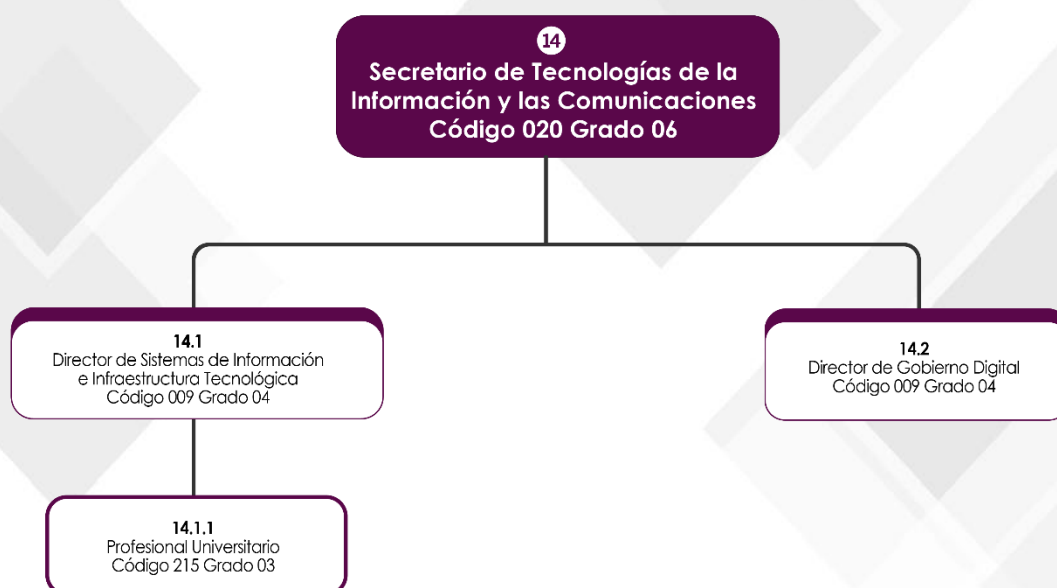 14
Secretario de Tecnologías de la
Información y las Comunicaciones
Código 020 Grado 06
14.1
Director de Sistemas de Información
e Infraestructura Tecnológica
Código 009 Grado 04
14.2
Director de Gobierno Digital
Código 009 Grado 04
14.1.1
Profesional Universitario
Código 215 Grado 03